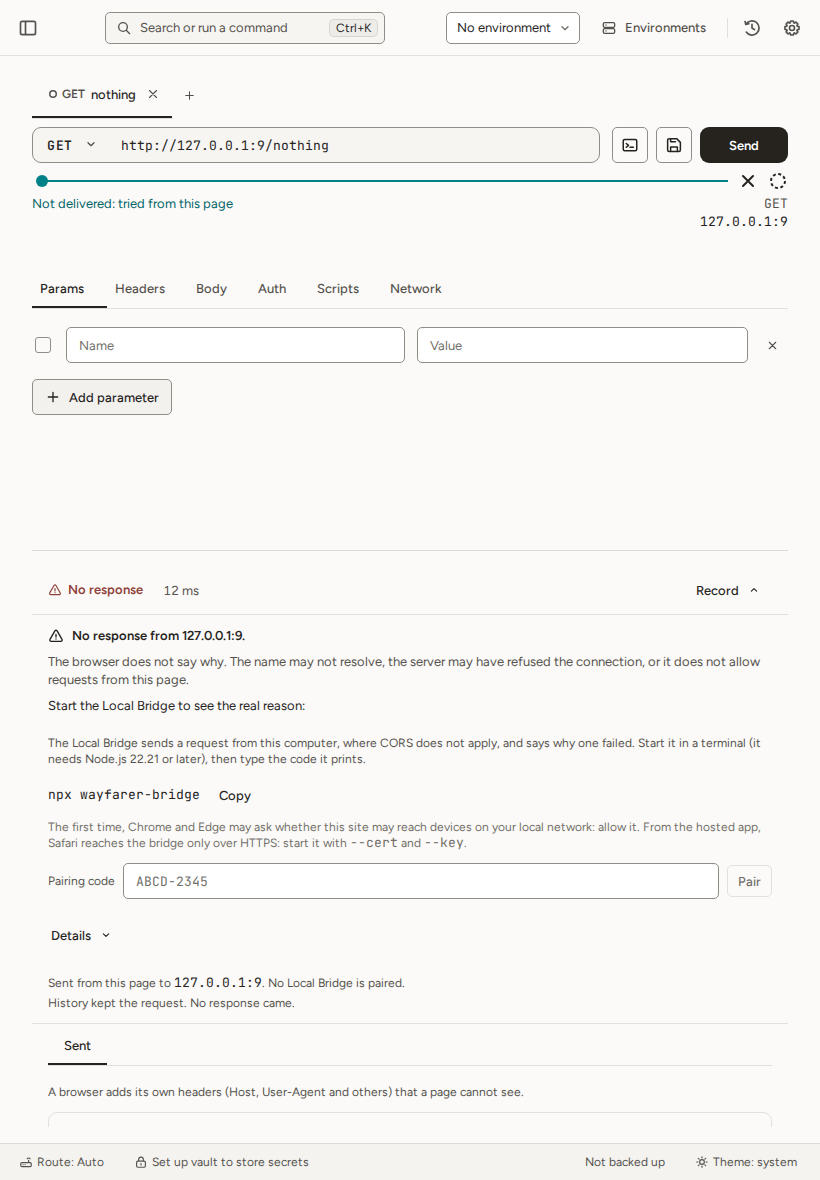 Search or run a command Ctrl+K No environment Environments
GET nothing
GET http://127.0.0.1:9/nothing Send
Not delivered: tried from this page GET
127.0.0.1:9
Params Headers Body Auth Scripts Network
Name Value
Add parameter
No response 12 ms Record
No response from 127.0.0.1:9.
The browser does not say why. The name may not resolve, the server may have refused the connection, or it does not allow
requests from this page.
Start the Local Bridge to see the real reason:
The Local Bridge sends a request from this computer, where CORS does not apply, and says why one failed. Start it in a terminal (it
needs Node.js 22.21 or later), then type the code it prints.
npx wayfarer-bridge Copy
The first time, Chrome and Edge may ask whether this site may reach devices on your local network: allow it. From the hosted app,
Safari reaches the bridge only over HTTPS: start it with --cert and --key.
Pairing code ABCD-2345 Pair
Details
Sent from this page to 127.0.0.1:9. No Local Bridge is paired.
History kept the request. No response came.
Sent
A browser adds its own headers (Host, User-Agent and others) that a page cannot see.
Route: Auto Set up vault to store secrets Not backed up Theme: system